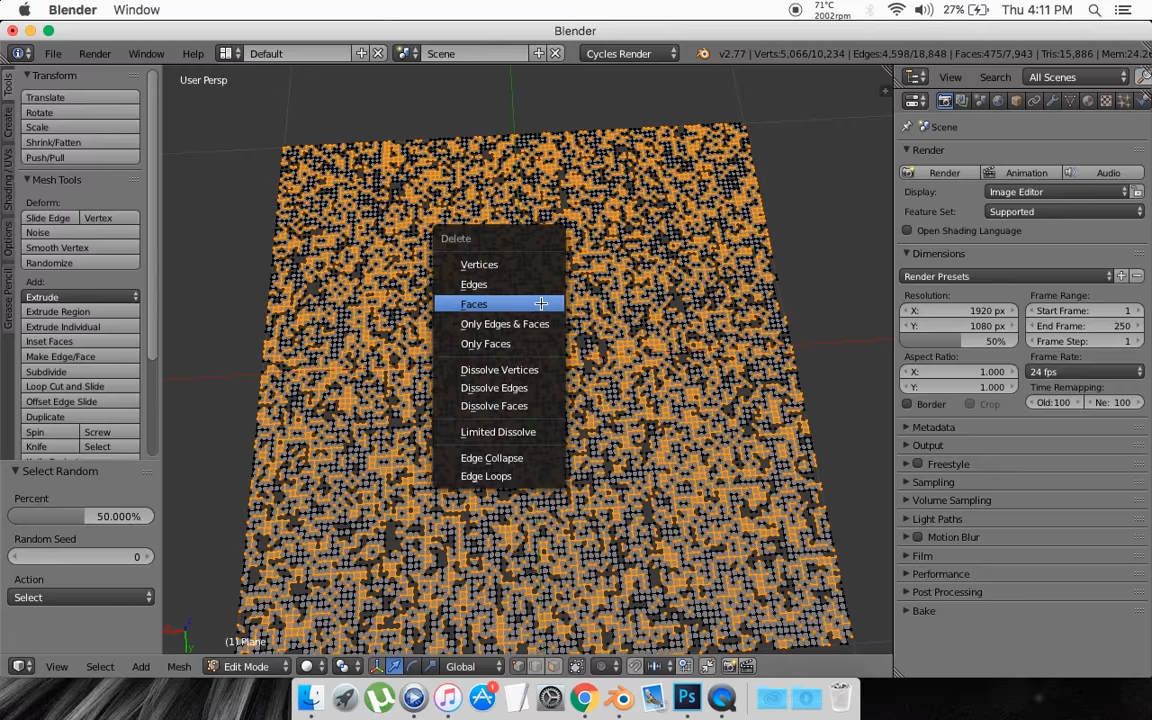 Blender Window 71°C 2002rpm 27% Thu 4:11 PM
Blender
File Render Window Help Default Scene Cycles Render v2.77 | Verts:5,066/10,234 | Edges:4,598/18,848 | Faces:475/7,943 | Tris:15,886 | Mem:24.2
View Search All Scenes
Tools
Create
Shading / UVs
Options
Grease Pencil
Transform
Translate
Rotate
Scale
Shrink/Fatten
Push/Pull
Mesh Tools
Deform:
Slide Edge Vertex
Noise
Smooth Vertex
Randomize
Add:
Extrude
Extrude Region
Extrude Individual
Inset Faces
Make Edge/Face
Subdivide
Loop Cut and Slide
Offset Edge Slide
Duplicate
Spin Screw
Knife Select
Select Random
Percent
50.000%
Random Seed
0
Action
Select
User Persp
Delete
Vertices
Edges
Faces
Only Edges & Faces
Only Faces
Dissolve Vertices
Dissolve Edges
Dissolve Faces
Limited Dissolve
Edge Collapse
Edge Loops
(1) Plane
View Select Add Mesh Edit Mode Global
Scene
Render
Render Animation Audio
Display: Image Editor
Feature Set: Supported
Open Shading Language
Dimensions
Render Presets
Resolution: Frame Range:
X: 1920 px Start Frame: 1
Y: 1080 px End Frame: 250
50% Frame Step: 1
Aspect Ratio: Frame Rate:
X: 1.000 24 fps
Y: 1.000 Time Remapping:
Border Crop Old:100 Ne: 100
Metadata
Output
Freestyle
Sampling
Volume Sampling
Light Paths
Motion Blur
Film
Performance
Post Processing
Bake
Ps